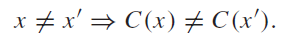 x ≠ x′ ⇒ C(x) ≠ C(x′).